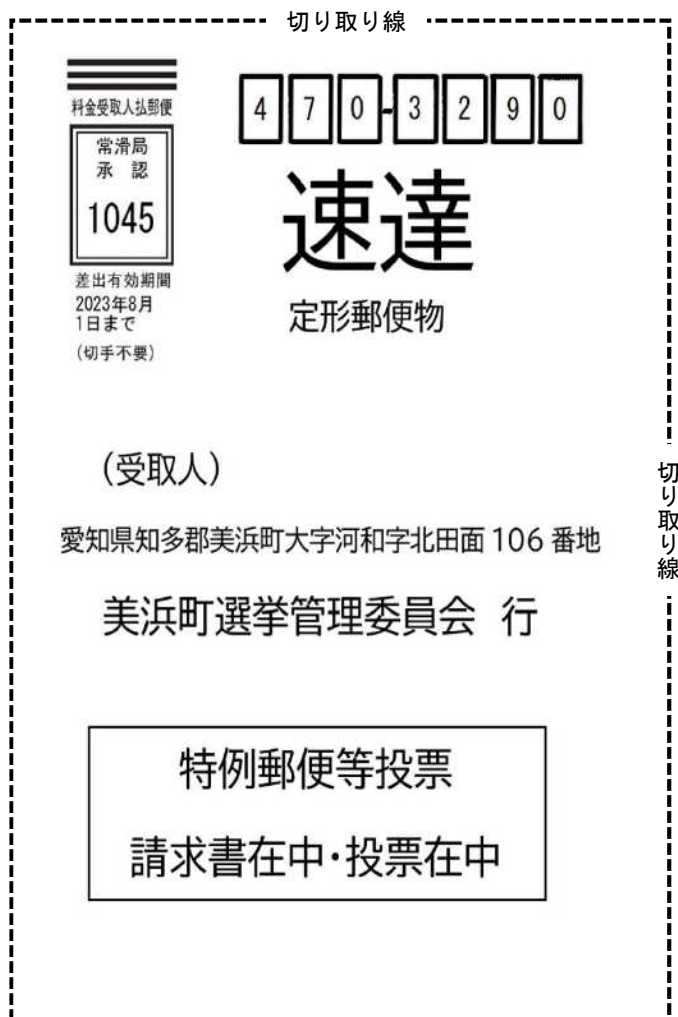 切り取り線
料金受取人払郵便
常滑局
承 認
1045
差出有効期間
2023年8月
1日まで
(切手不要)
470-3290
速達
定形郵便物
(受取人)
愛知県知多郡美浜町大字河和字北田面106番地
美浜町選挙管理委員会 行
特例郵便等投票
請求書在中・投票在中
切り取り線